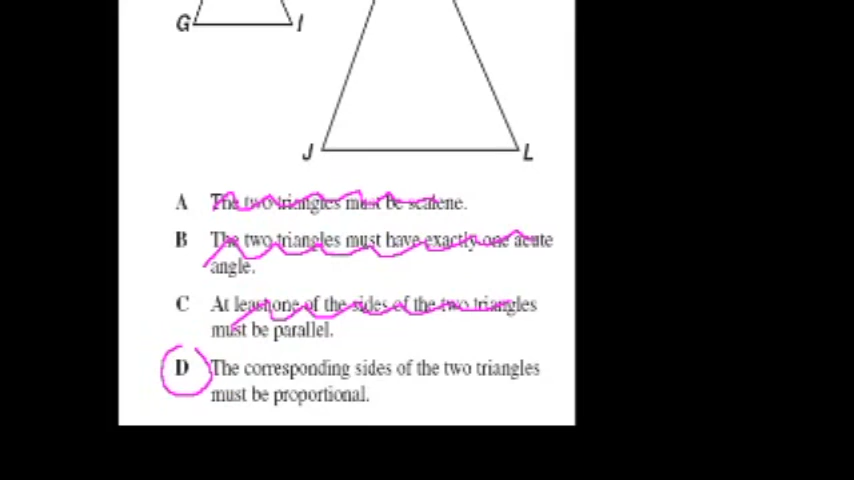 G I
J L
A The two triangles must be scalene.
B The two triangles must have exactly one acute
angle.
C At least one of the sides of the two triangles
must be parallel.
D The corresponding sides of the two triangles
must be proportional.